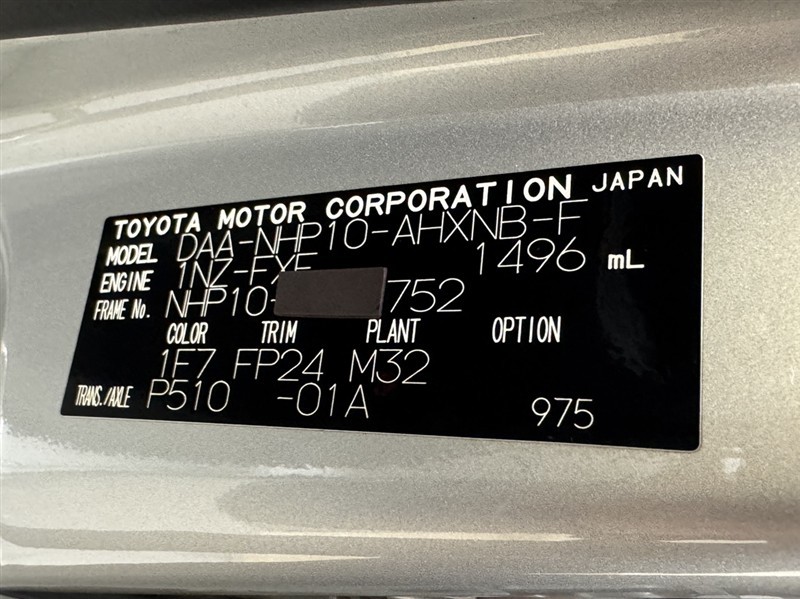 TOYOTA MOTOR CORPORATION JAPAN
MODEL DAA-NHP10-AHXNB-F
ENGINE 1NZ-FXE 1496 mL
FRAME No. NHP10- 752
COLOR TRIM PLANT OPTION
1F7 FP24 M32
TRANS./AXLE P510 -01A 975